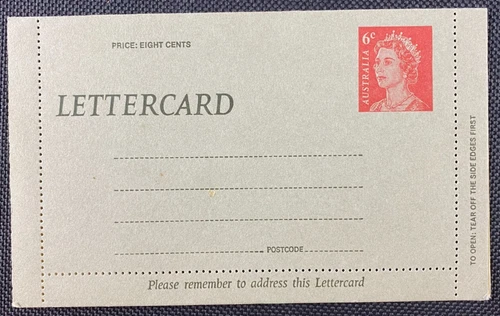 PRICE: EIGHT CENTS
6c
AUSTRALIA
LETTERCARD
POSTCODE
Please remember to address this Lettercard
TO OPEN: TEAR OFF THE SIDE EDGES FIRST